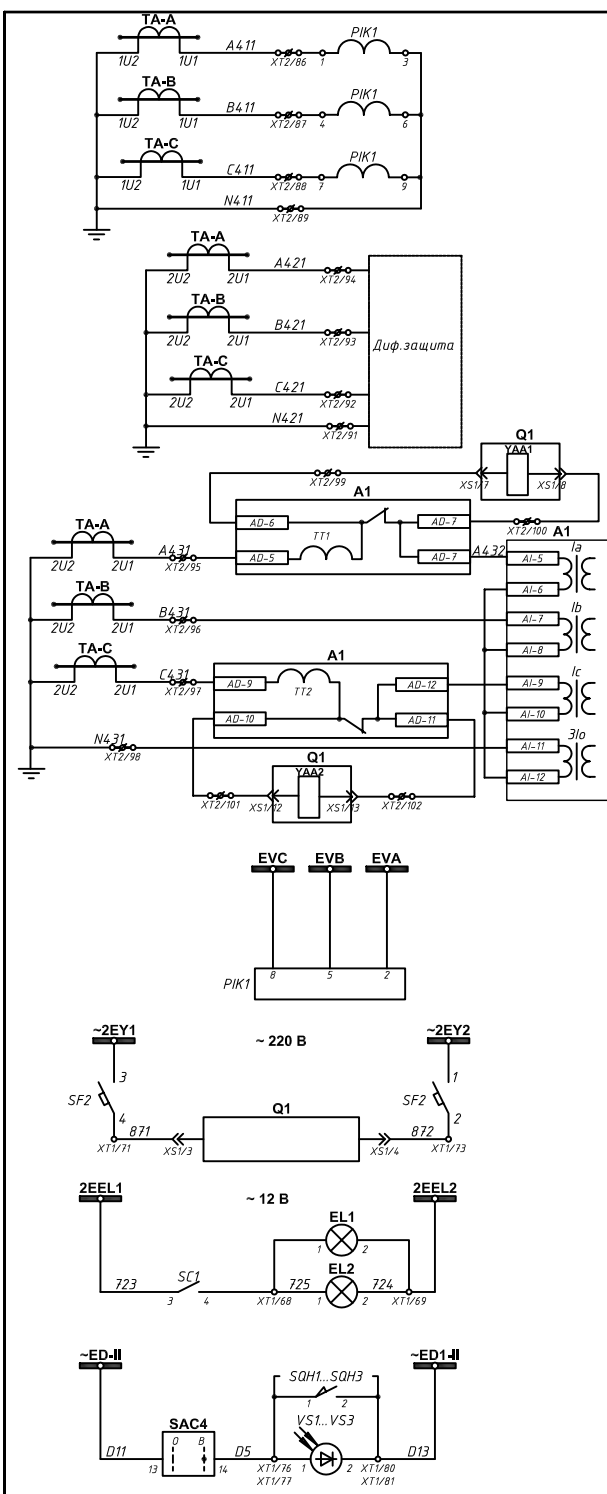 TA-A
1U2 1U1 A411 XT2/86 1 PIK1 3
TA-B
1U2 1U1 B411 XT2/87 4 PIK1 6
TA-C
1U2 1U1 C411 XT2/88 7 PIK1 9
N411 XT2/89
TA-A
2U2 2U1 A421 XT2/94
TA-B
2U2 2U1 B421 XT2/93
Диф.защита
TA-C
2U2 2U1 C421 XT2/92
N421 XT2/91
Q1
YAA1
XT2/99 XS1/7 XS1/8
A1
AD-6 AD-7
XT2/100
TA-A
2U2 2U1 A431 XT2/95
AD-5 TT1 AD-7 A432
A1
AI-5 Ia
AI-6
TA-B
2U2 2U1 B431 XT2/96
AI-7 Ib
AI-8
TA-C
2U2 2U1 C431 XT2/97
A1
AD-9 TT2 AD-12
AD-10 AD-11
AI-9 Ic
AI-10
N431 XT2/98
AI-11 3Io
AI-12
Q1
YAA2
XT2/101 XS1/12 XS1/13 XT2/102
EVC EVB EVA
8 5 2
PIK1
~2EY1 ~ 220 В ~2EY2
3 1
SF2 SF2
4 2
Q1
871 872
XT1/71 XS1/3 XS1/4 XT1/73
2EEL1 ~ 12 В 2EEL2
EL1
1 2
EL2
723 SC1 725 724
3 4 XT1/68 1 2 XT1/69
~ED-II ~ED1-II
SQH1...SQH3
1 2
SAC4 VS1...VS3
O B
D11 D5 D13
13 14 XT1/76 1 2 XT1/80
XT1/77 XT1/81